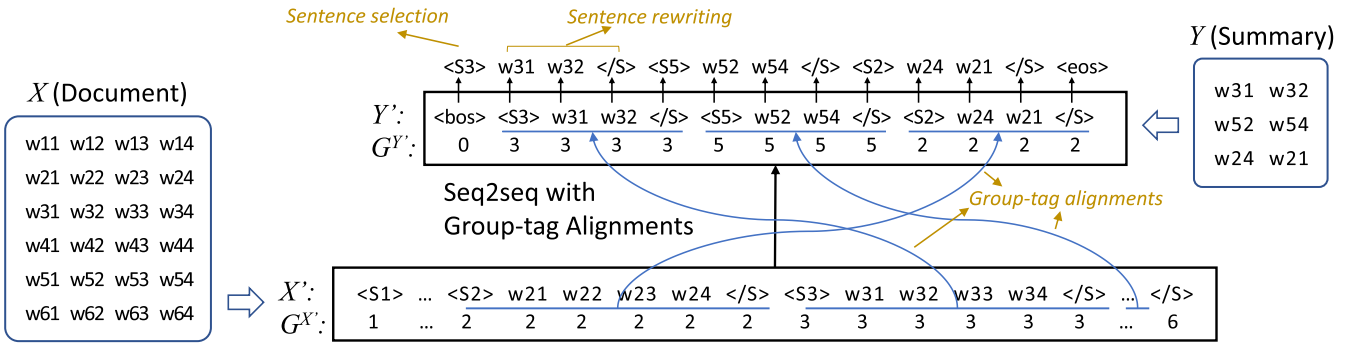 Sentence selection
Sentence rewriting
X (Document)
w11 w12 w13 w14
w21 w22 w23 w24
w31 w32 w33 w34
w41 w42 w43 w44
w51 w52 w53 w54
w61 w62 w63 w64
<S3> w31 w32 </S> <S5> w52 w54 </S> <S2> w24 w21 </S> <eos>
Y’: <bos> <S3> w31 w32 </S> <S5> w52 w54 </S> <S2> w24 w21 </S>
G^Y’: 0 3 3 3 3 5 5 5 5 2 2 2 2
Y (Summary)
w31 w32
w52 w54
w24 w21
Seq2seq with
Group-tag Alignments
Group-tag alignments
X’: <S1> ... <S2> w21 w22 w23 w24 </S> <S3> w31 w32 w33 w34 </S> ... </S>
G^X’: 1 ... 2 2 2 2 2 2 3 3 3 3 3 3 ... 6